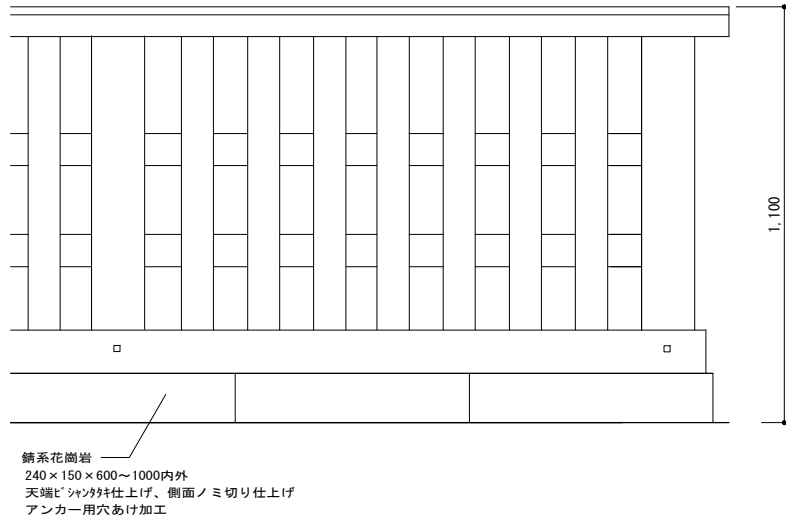 1,100
錆系花崗岩
240×150×600～1000内外
天端ﾋﾞｼｬﾝﾀﾀｷ仕上げ、側面ノミ切り仕上げ
アンカー用穴あけ加工